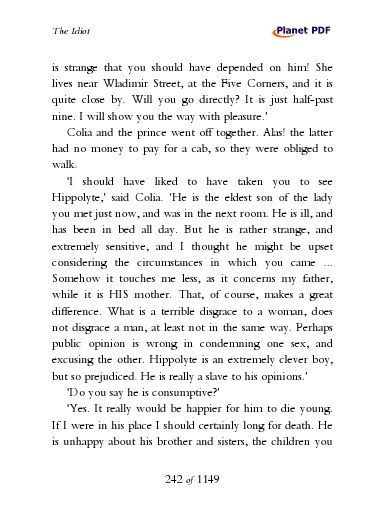 The Idiot
Planet PDF
is strange that you should have depended on him! She
lives near Wladimir Street, at the Five Corners, and it is
quite close by. Will you go directly? It is just half-past
nine. I will show you the way with pleasure.'
Colia and the prince went off together. Alas! the latter
had no money to pay for a cab, so they were obliged to
walk.
'I should have liked to have taken you to see
Hippolyte,' said Colia. 'He is the eldest son of the lady
you met just now, and was in the next room. He is ill, and
has been in bed all day. But he is rather strange, and
extremely sensitive, and I thought he might be upset
considering the circumstances in which you came ...
Somehow it touches me less, as it concerns my father,
while it is HIS mother. That, of course, makes a great
difference. What is a terrible disgrace to a woman, does
not disgrace a man, at least not in the same way. Perhaps
public opinion is wrong in condemning one sex, and
excusing the other. Hippolyte is an extremely clever boy,
but so prejudiced. He is really a slave to his opinions.'
'Do you say he is consumptive?'
'Yes. It really would be happier for him to die young.
If I were in his place I should certainly long for death. He
is unhappy about his brother and sisters, the children you
242 of 1149